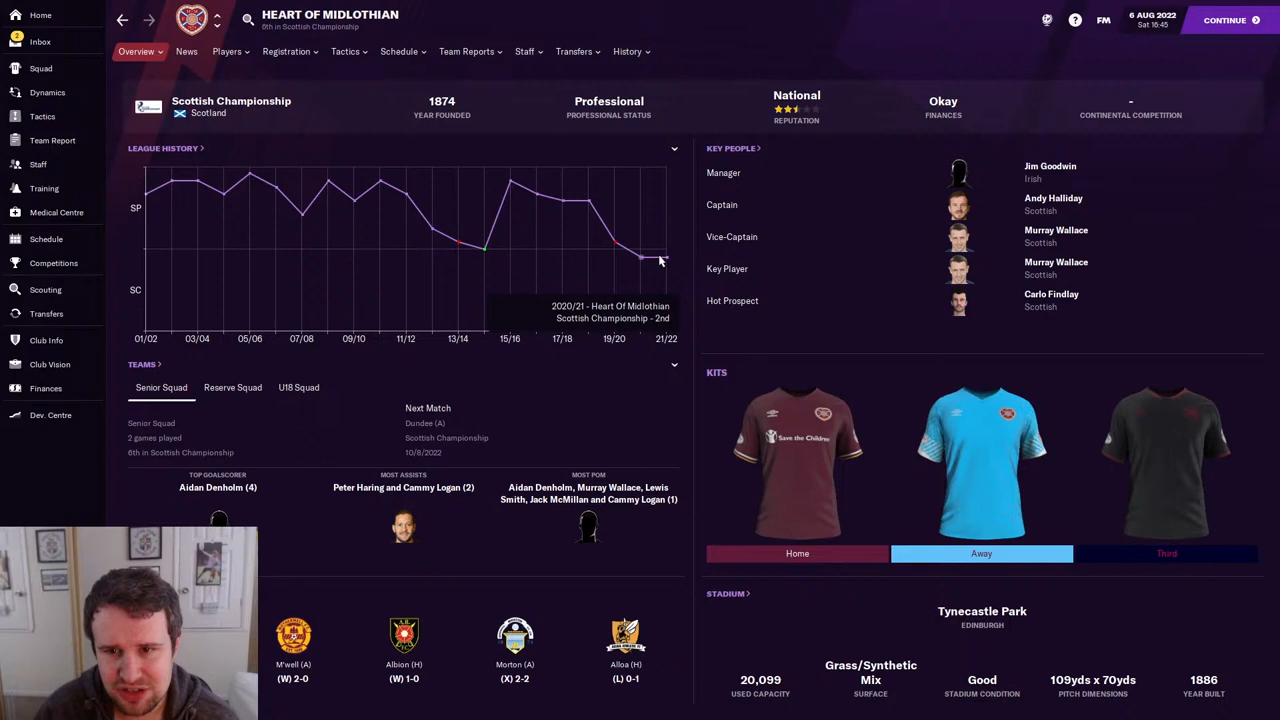 Home
HEART OF MIDLOTHIAN
6th in Scottish Championship
FM
6 AUG 2022
Sat 16:45
CONTINUE
2
Inbox
Overview
News
Players
Registration
Tactics
Schedule
Team Reports
Staff
Transfers
History
Squad
Dynamics
Tactics
Team Report
Staff
Training
Medical Centre
Schedule
Competitions
Scouting
Transfers
Club Info
Club Vision
Finances
Dev. Centre
Scottish Championship
Scotland
1874
YEAR FOUNDED
Professional
PROFESSIONAL STATUS
National
REPUTATION
Okay
FINANCES
-
CONTINENTAL COMPETITION
LEAGUE HISTORY
SP
SC
2020/21 - Heart Of Midlothian
Scottish Championship - 2nd
01/02 03/04 05/06 07/08 09/10 11/12 13/14 15/16 17/18 19/20 21/22
KEY PEOPLE
Manager
Jim Goodwin
Irish
Captain
Andy Halliday
Scottish
Vice-Captain
Murray Wallace
Scottish
Key Player
Murray Wallace
Scottish
Hot Prospect
Carlo Findlay
Scottish
TEAMS
Senior Squad Reserve Squad U18 Squad
Senior Squad
2 games played
6th in Scottish Championship
Next Match
Dundee (A)
Scottish Championship
10/8/2022
TOP GOALSCORER
Aidan Denholm (4)
MOST ASSISTS
Peter Haring and Cammy Logan (2)
MOST POM
Aidan Denholm, Murray Wallace, Lewis
Smith, Jack McMillan and Cammy Logan (1)
M'well (A)
(W) 2-0
Albion (H)
(W) 1-0
Morton (A)
(X) 2-2
Alloa (H)
(L) 0-1
KITS
Save the Children
Home
Away
Third
STADIUM
Tynecastle Park
EDINBURGH
20,099
USED CAPACITY
Grass/Synthetic
Mix
SURFACE
Good
STADIUM CONDITION
109yds x 70yds
PITCH DIMENSIONS
1886
YEAR BUILT